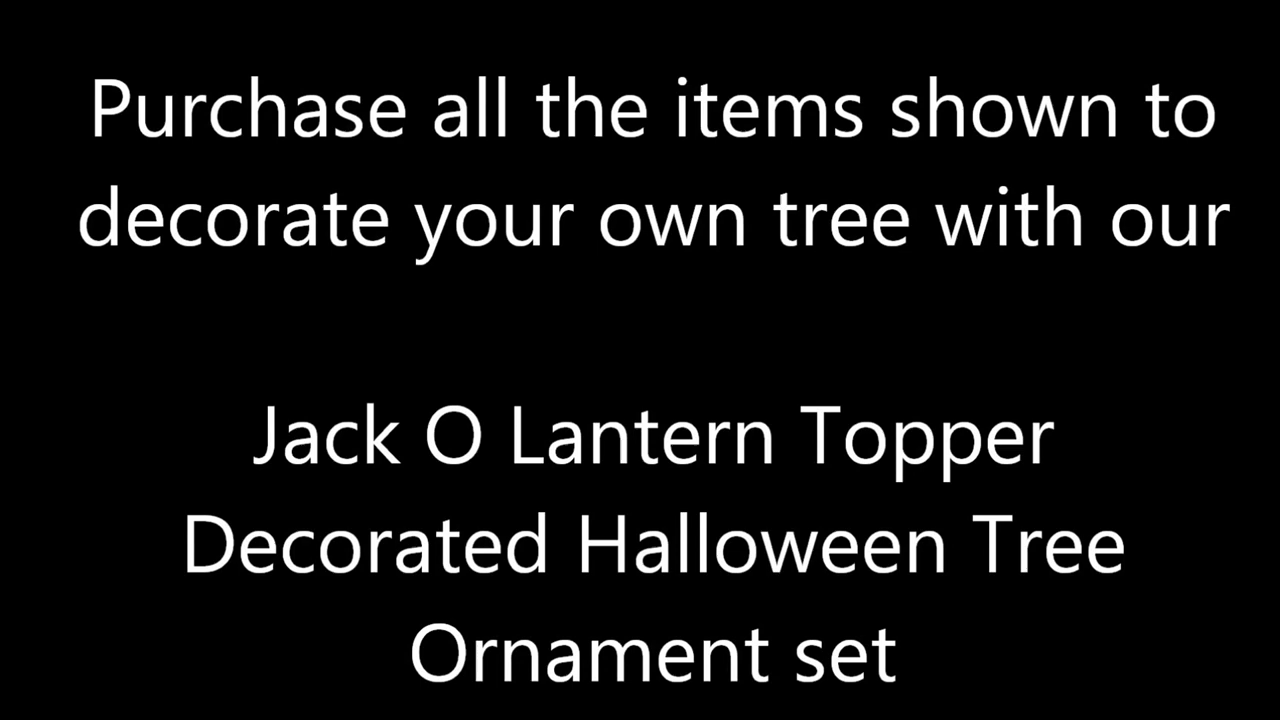 Purchase all the items shown to
decorate your own tree with our
Jack O Lantern Topper
Decorated Halloween Tree
Ornament set